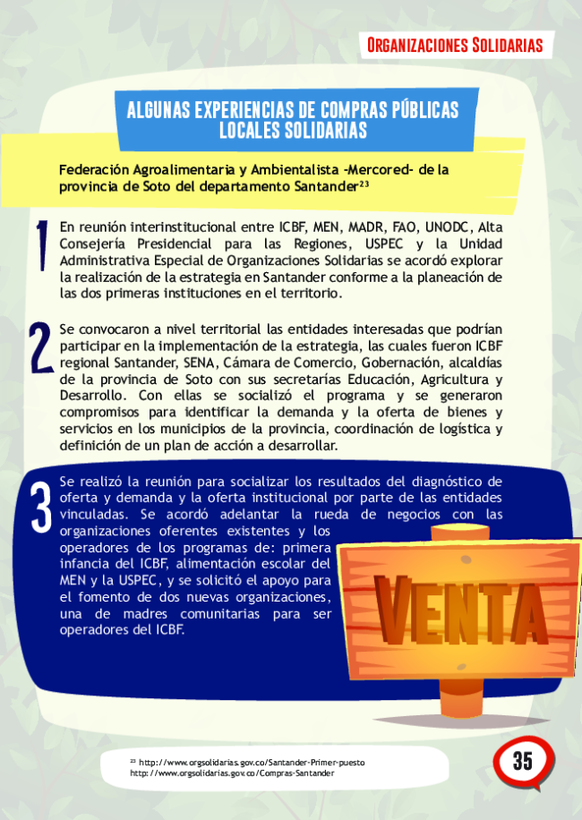 Organizaciones Solidarias
ALGUNAS EXPERIENCIAS DE COMPRAS PÚBLICAS
LOCALES SOLIDARIAS
Federación Agroalimentaria y Ambientalista -Mercored- de la
provincia de Soto del departamento Santander²³
1
En reunión interinstitucional entre ICBF, MEN, MADR, FAO, UNODC, Alta
Consejería Presidencial para las Regiones, USPEC y la Unidad
Administrativa Especial de Organizaciones Solidarias se acordó explorar
la realización de la estrategia en Santander conforme a la planeación de
las dos primeras instituciones en el territorio.
2
Se convocaron a nivel territorial las entidades interesadas que podrían
participar en la implementación de la estrategia, las cuales fueron ICBF
regional Santander, SENA, Cámara de Comercio, Gobernación, alcaldías
de la provincia de Soto con sus secretarías Educación, Agricultura y
Desarrollo. Con ellas se socializó el programa y se generaron
compromisos para identificar la demanda y la oferta de bienes y
servicios en los municipios de la provincia, coordinación de logística y
definición de un plan de acción a desarrollar.
3
Se realizó la reunión para socializar los resultados del diagnóstico de
oferta y demanda y la oferta institucional por parte de las entidades
vinculadas. Se acordó adelantar la rueda de negocios con las
organizaciones oferentes existentes y los
operadores de los programas de: primera
infancia del ICBF, alimentación escolar del
MEN y la USPEC, y se solicitó el apoyo para
el fomento de dos nuevas organizaciones,
una de madres comunitarias para ser
operadores del ICBF.
VENTA
²³ http://www.orgsolidarias.gov.co/Santander-Primer-puesto
http://www.orgsolidarias.gov.co/Compras-Santander
35